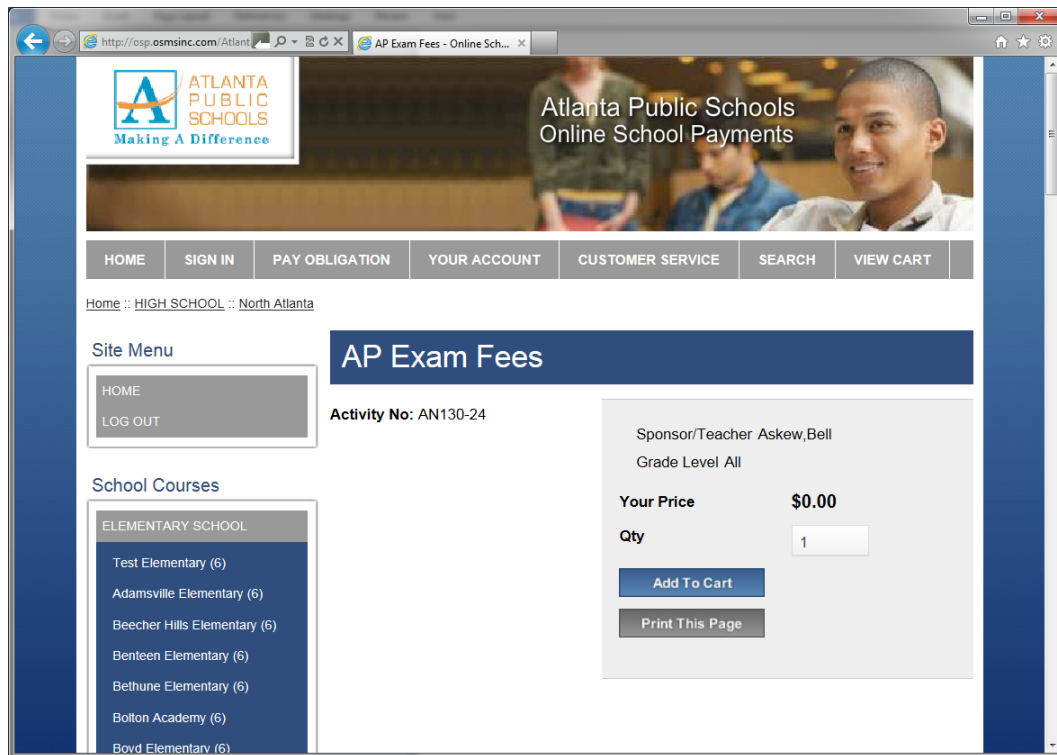 http://osp.osmsinc.com/Atlant
AP Exam Fees - Online Sch...
ATLANTA
PUBLIC
SCHOOLS
Making A Difference
Atlanta Public Schools
Online School Payments
HOME SIGN IN PAY OBLIGATION YOUR ACCOUNT CUSTOMER SERVICE SEARCH VIEW CART
Home :: HIGH SCHOOL :: North Atlanta
Site Menu
HOME
LOG OUT
School Courses
ELEMENTARY SCHOOL
Test Elementary (6)
Adamsville Elementary (6)
Beecher Hills Elementary (6)
Benteen Elementary (6)
Bethune Elementary (6)
Bolton Academy (6)
Boyd Elementary (6)
AP Exam Fees
Activity No: AN130-24
Sponsor/Teacher Askew,Bell
Grade Level All
Your Price $0.00
Qty 1
Add To Cart
Print This Page